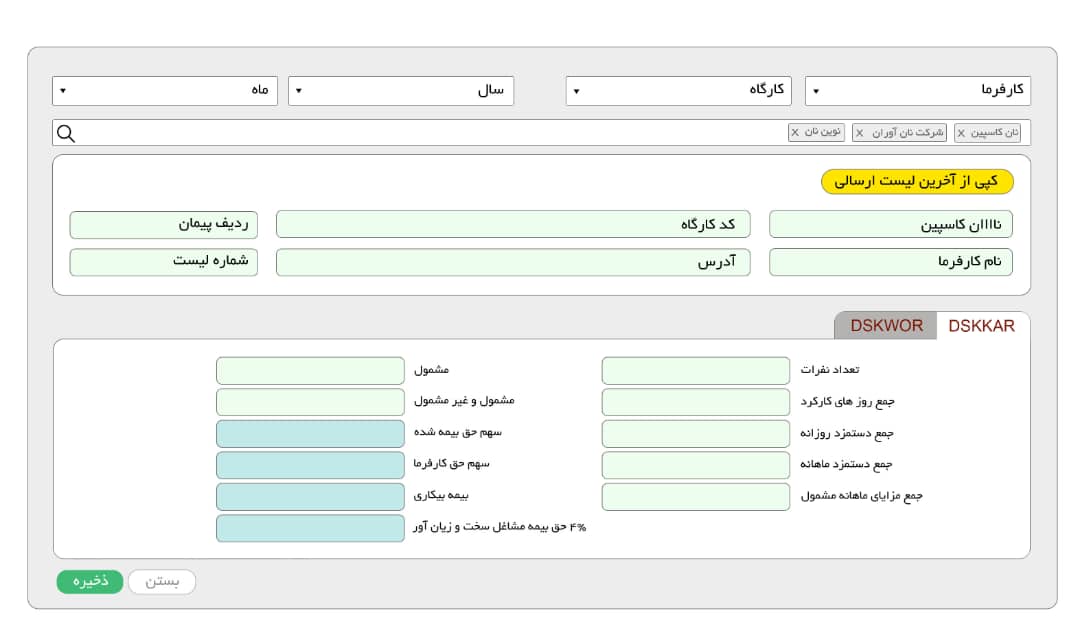 کارفرما
کارگاه
سال
ماه
نان کاسپین X
شرکت نان آوران X
نوین نان X
کپی از آخرین لیست ارسالی
ناااان کاسپین
کد کارگاه
ردیف پیمان
نام کارفرما
آدرس
شماره لیست
DSKKAR
DSKWOR
تعداد نفرات
مشمول
جمع روز های کارکرد
مشمول و غیر مشمول
جمع دستمزد روزانه
سهم حق بیمه شده
جمع دستمزد ماهانه
سهم حق کارفرما
جمع مزایای ماهانه مشمول
بیمه بیکاری
۴% حق بیمه مشاغل سخت و زیان آور
بستن
ذخیره